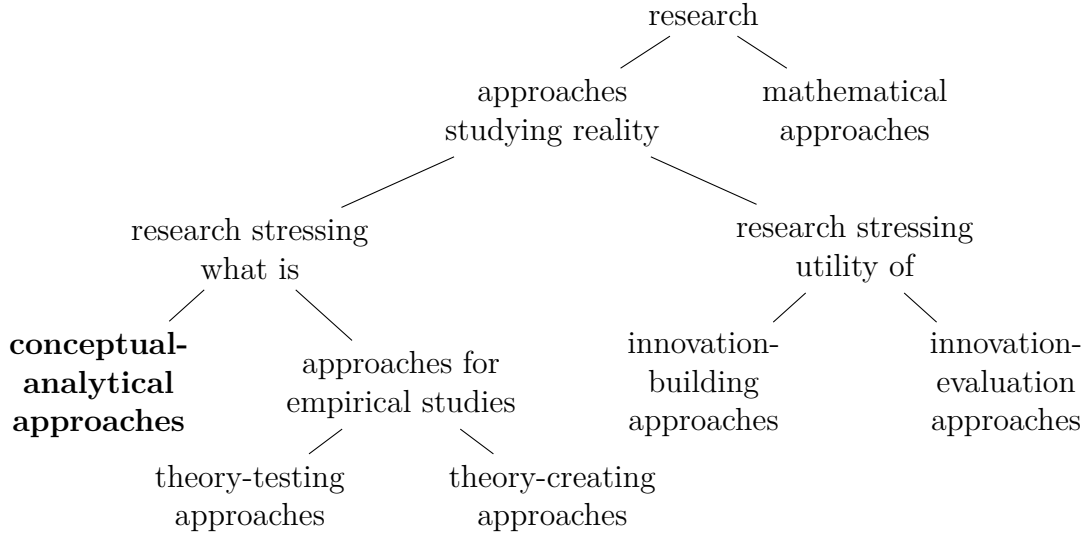 research
approaches
studying reality
mathematical
approaches
research stressing
what is
research stressing
utility of
conceptual-
analytical
approaches
approaches for
empirical studies
innovation-
building
approaches
innovation-
evaluation
approaches
theory-testing
approaches
theory-creating
approaches